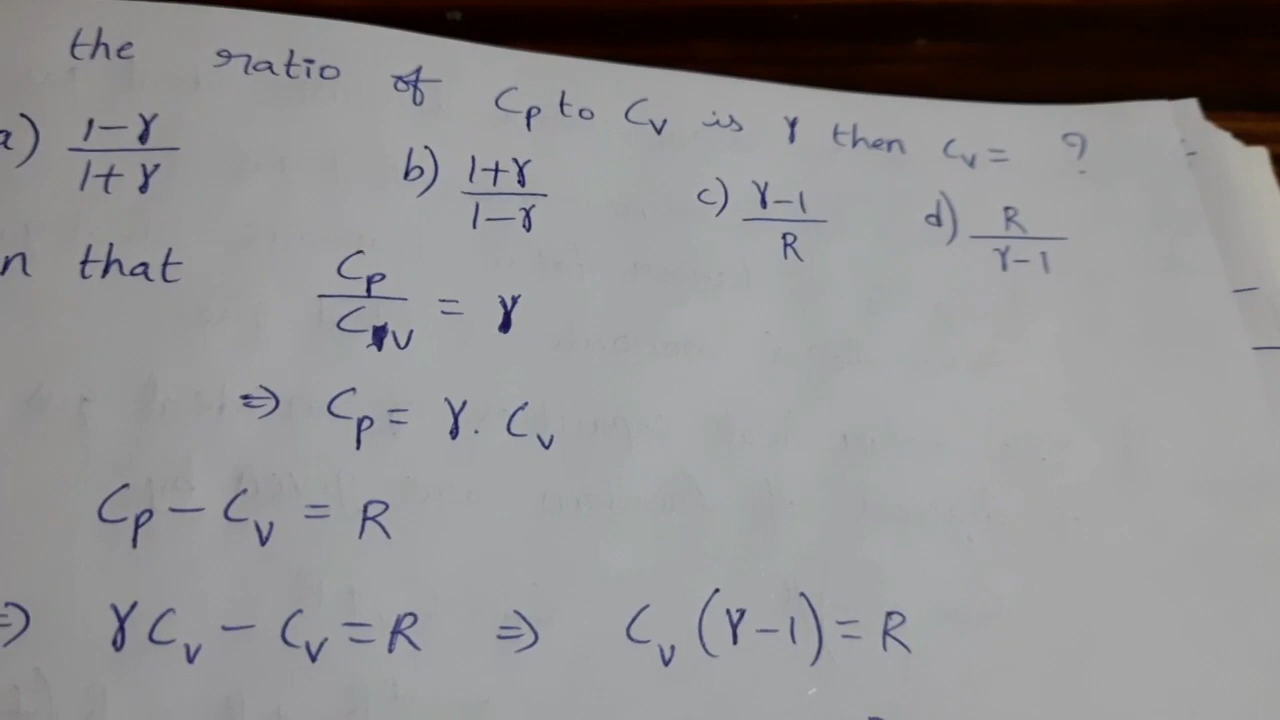 the ratio of Cp to Cv is γ then Cv = ?
a) 1-γ/1+γ b) 1+γ/1-γ c) γ-1/R d) R/γ-1
n that Cp/Cv = γ
⇒ Cp = γ. Cv
Cp - Cv = R
⇒ γCv - Cv = R ⇒ Cv (γ-1) = R